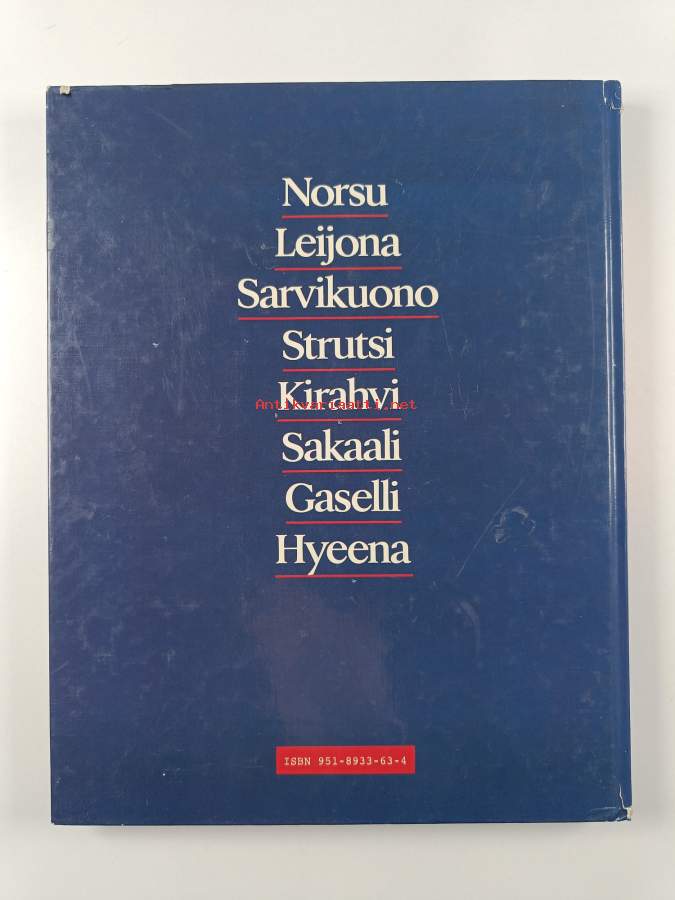 Norsu
Leijona
Sarvikuono
Strutsi
Kirahvi
Antikvariaatti.net
Sakaali
Gaselli
Hyeena
ISBN 951-8933-63-4